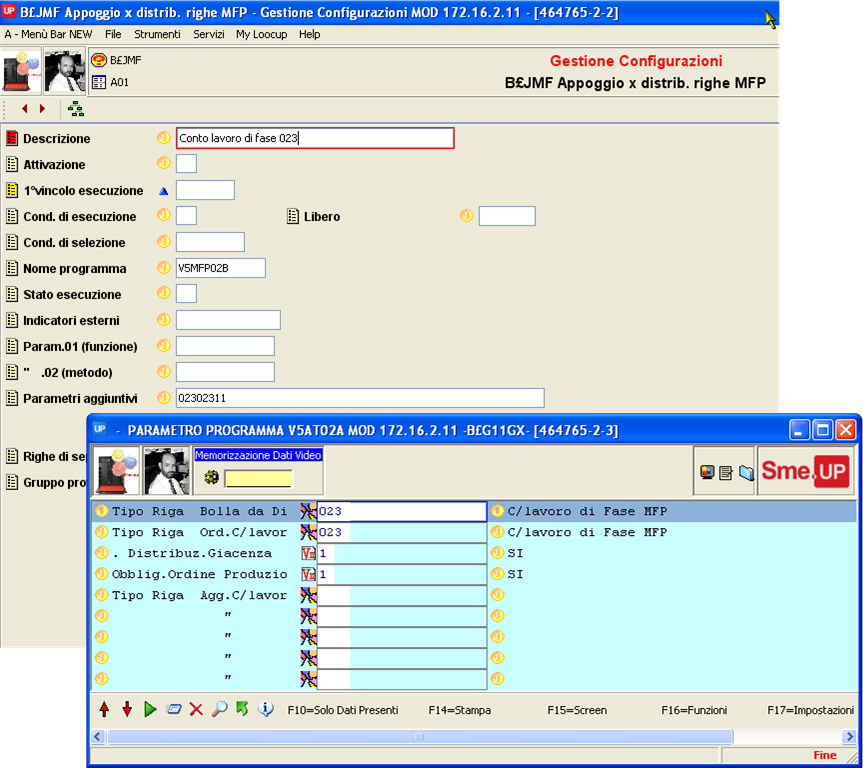 UP B£JMF Appoggio x distrib. righe MFP - Gestione Configurazioni MOD 172.16.2.11 - [464765-2-2]
A - Menù Bar NEW File Strumenti Servizi My Loocup Help
B£JMF
A01
Gestione Configurazioni
B£JMF Appoggio x distrib. righe MFP
Descrizione Conto lavoro di fase 023
Attivazione
1°vincolo esecuzione
Cond. di esecuzione Libero
Cond. di selezione
Nome programma V5MFP02B
Stato esecuzione
Indicatori esterni
Param.01 (funzione)
" .02 (metodo)
Parametri aggiuntivi 02302311
Righe di se
Gruppo pro
UP - PARAMETRO PROGRAMMA V5AT02A MOD 172.16.2.11 -B£G11GX- [464765-2-3]
Memorizzazione Dati Video
Sme.UP
Tipo Riga Bolla da Di 023 C/lavoro di Fase MFP
Tipo Riga Ord.C/lavor 023 C/lavoro di Fase MFP
. Distribuz.Giacenza 1 SI
Obblig.Ordine Produzio 1 SI
Tipo Riga Agg.C/lavor
"
"
"
"
F10=Solo Dati Presenti F14=Stampa F15=Screen F16=Funzioni F17=Impostazioni
Fine